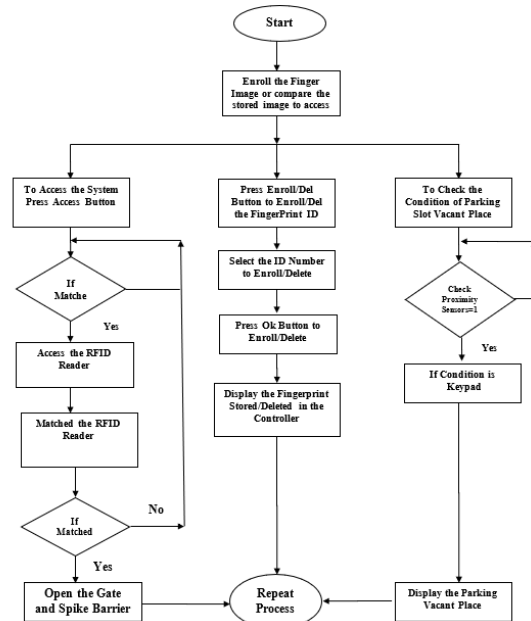 Start
Enroll the Finger
Image or compare the
stored image to access
To Access the System
Press Access Button
Press Enroll/Del
Button to Enroll/Del
the FingerPrint ID
To Check the
Condition of Parking
Slot Vacant Place
If
Matche
Select the ID Number
to Enroll/Delete
Check
Proximity
Sensors=1
Yes
Press Ok Button to
Enroll/Delete
Yes
Access the RFID
Reader
If Condition is
Keypad
Display the Fingerprint
Stored/Deleted in the
Controller
Matched the RFID
Reader
If
Matched
No
Yes
Open the Gate
and Spike Barrier
Repeat
Process
Display the Parking
Vacant Place